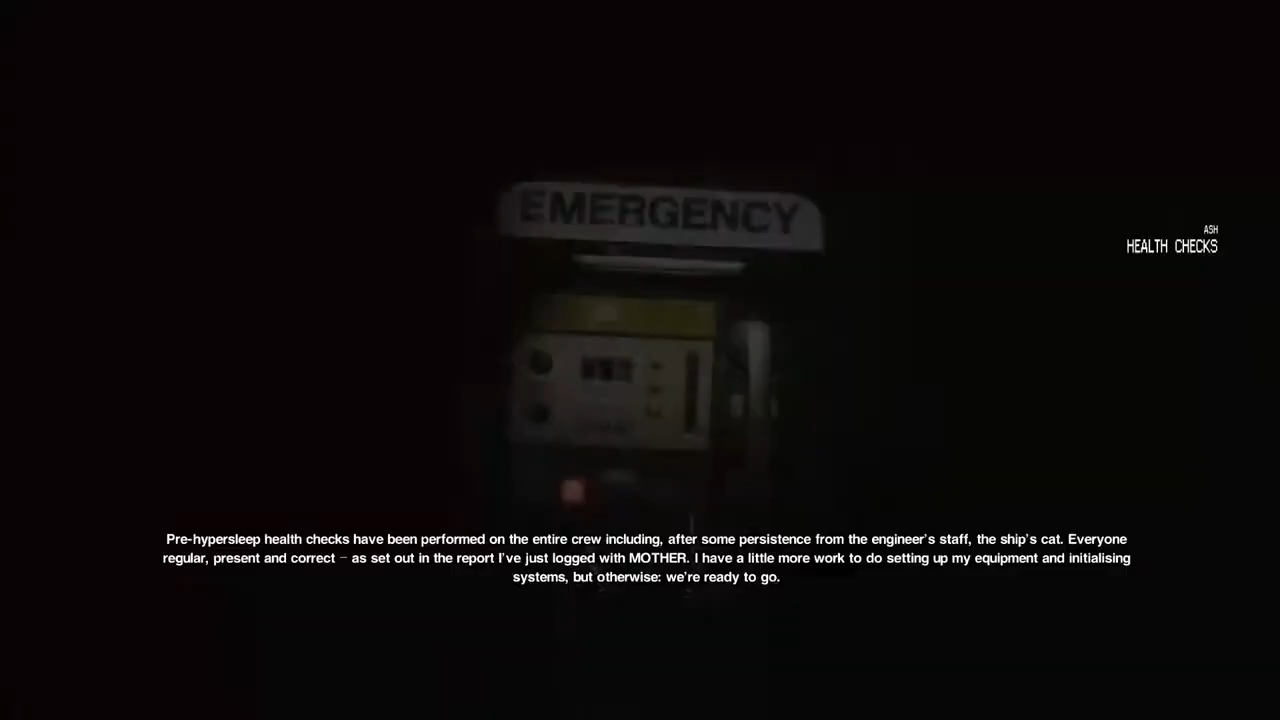 EMERGENCY
ASH
HEALTH CHECKS
Pre-hypersleep health checks have been performed on the entire crew including, after some persistence from the engineer's staff, the ship's cat. Everyone
regular, present and correct – as set out in the report I've just logged with MOTHER. I have a little more work to do setting up my equipment and initialising
systems, but otherwise: we're ready to go.